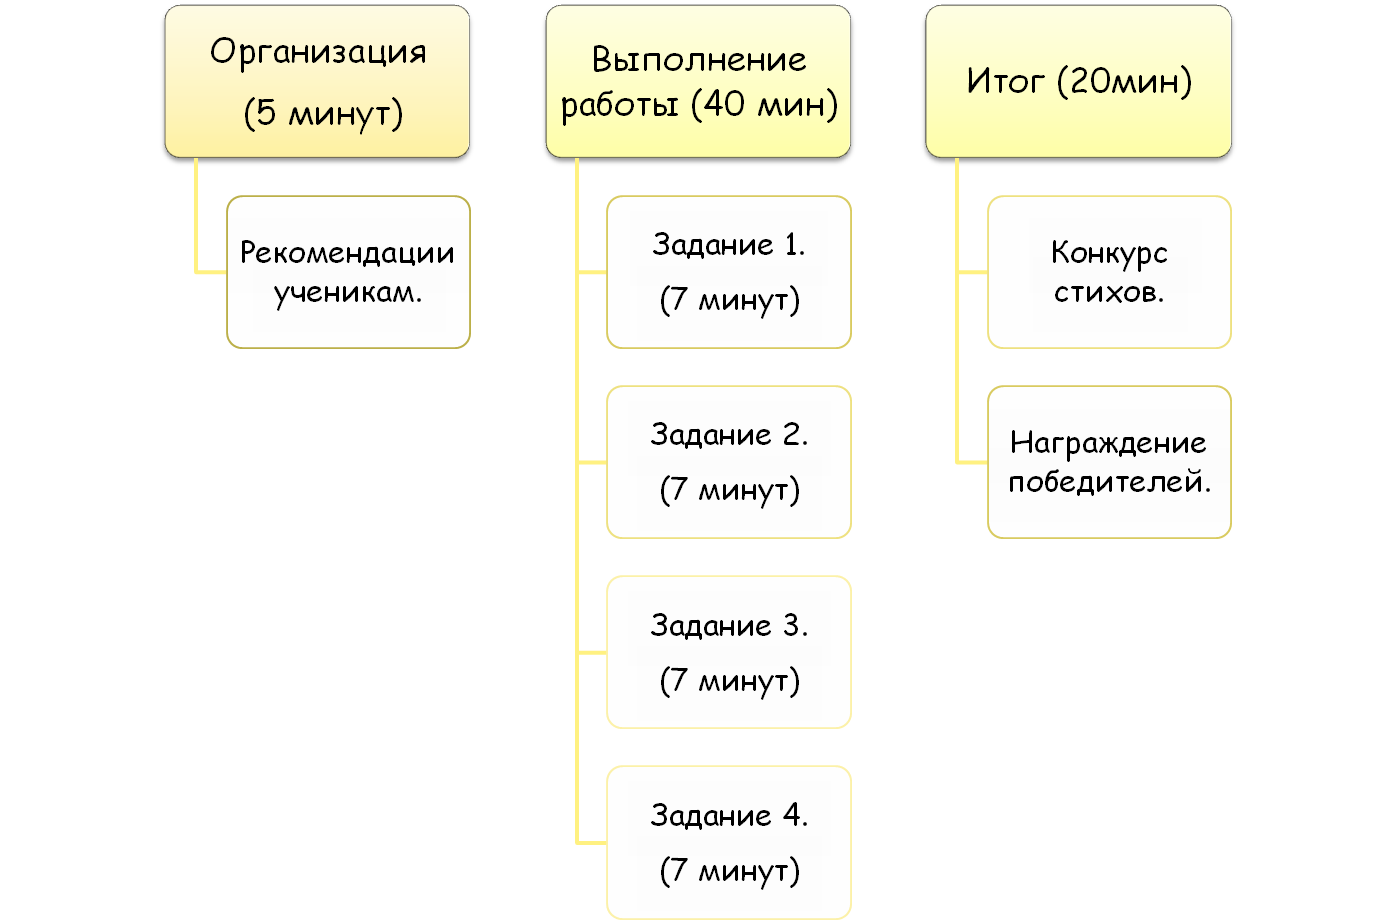 Организация
(5 минут)
Рекомендации
ученикам.
Выполнение
работы (40 мин)
Задание 1.
(7 минут)
Задание 2.
(7 минут)
Задание 3.
(7 минут)
Задание 4.
(7 минут)
Итог (20мин)
Конкурс
стихов.
Награждение
победителей.